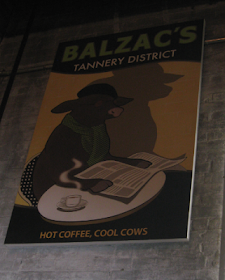 BALZAC'S
TANNERY DISTRICT
HOT COFFEE, COOL COWS